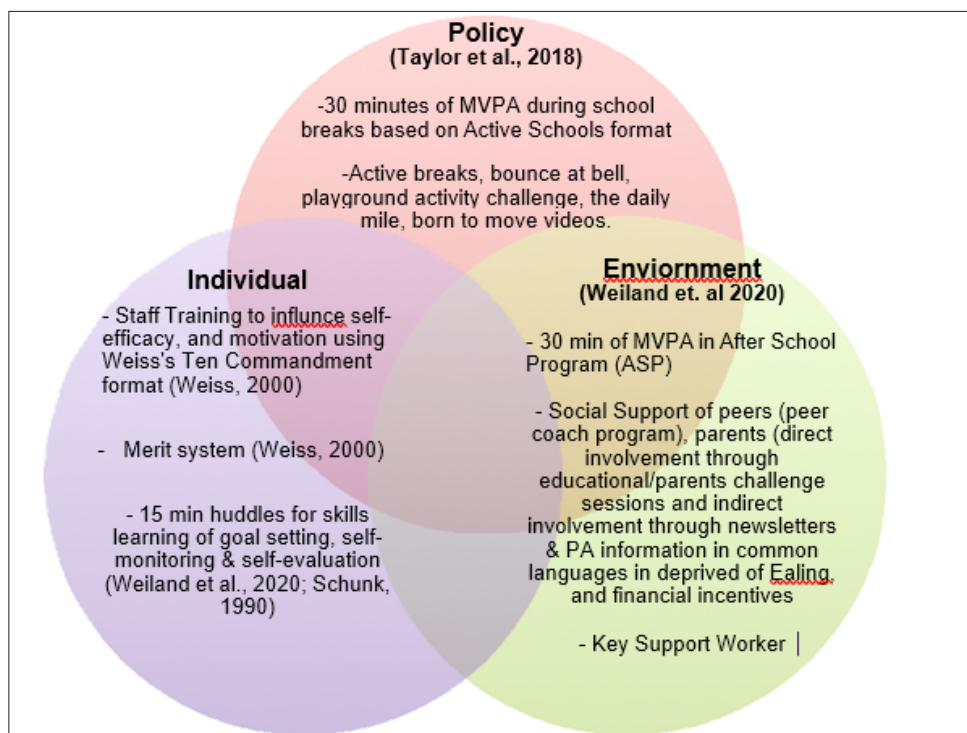 Policy
(Taylor et al., 2018)
-30 minutes of MVPA during school
breaks based on Active Schools format
-Active breaks, bounce at bell,
playground activity challenge, the daily
mile, born to move videos.
Individual
- Staff Training to influnce self-
efficacy, and motivation using
Weiss's Ten Commandment
format (Weiss, 2000)
- Merit system (Weiss, 2000)
- 15 min huddles for skills
learning of goal setting, self-
monitoring & self-evaluation
(Weiland et al., 2020; Schunk,
1990)
Enviornment
(Weiland et. al 2020)
- 30 min of MVPA in After School
Program (ASP)
- Social Support of peers (peer
coach program), parents (direct
involvement through
educational/parents challenge
sessions and indirect
involvement through newsletters
& PA information in common
languages in deprived of Ealing,
and financial incentives
- Key Support Worker